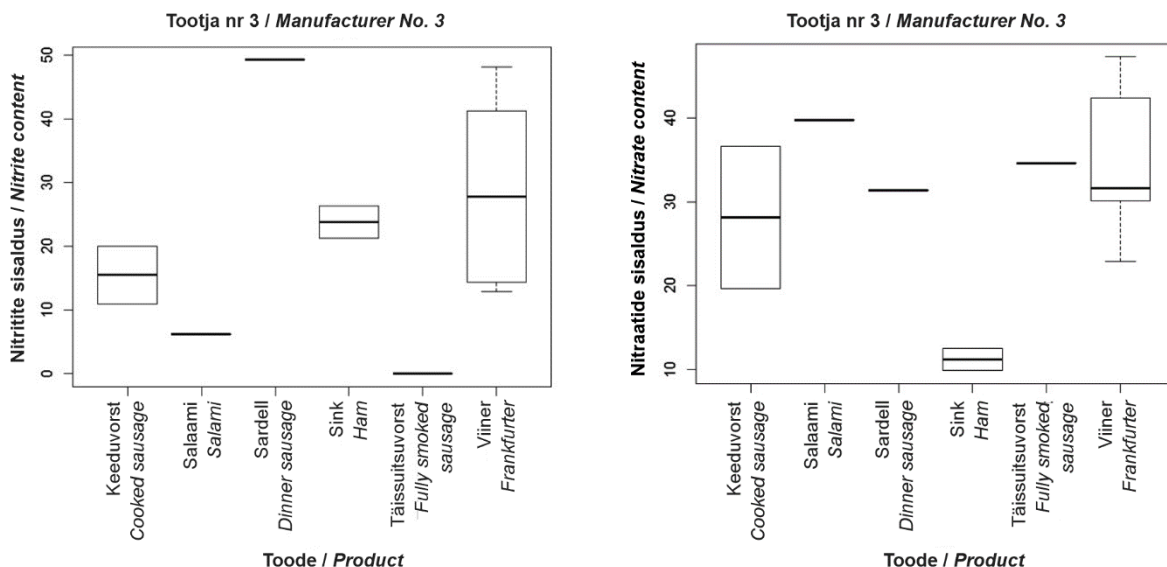 Tootja nr 3 / Manufacturer No. 3
Nitritite sisaldus / Nitrite content
50
40
30
20
10
0
Keeduvorst
Cooked sausage
Salaami
Salami
Sardell
Dinner sausage
Sink
Ham
Täissuitsuvorst
Fully smoked
sausage
Viiner
Frankfurter
Toode / Product
Tootja nr 3 / Manufacturer No. 3
Nitraatide sisaldus / Nitrate content
40
30
20
10
Keeduvorst
Cooked sausage
Salaami
Salami
Sardell
Dinner sausage
Sink
Ham
Täissuitsuvorst
Fully smoked
sausage
Viiner
Frankfurter
Toode / Product